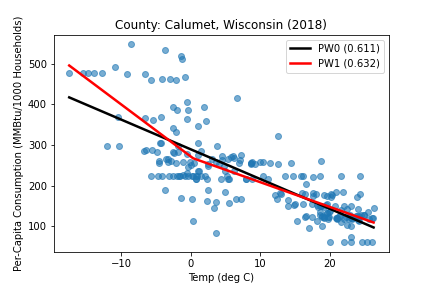 County: Calumet, Wisconsin (2018)
PW0 (0.611)
PW1 (0.632)
Per-Capita Consumption (MMBtu/1000 Households)
500
400
300
200
100
−10
0
10
20
Temp (deg C)